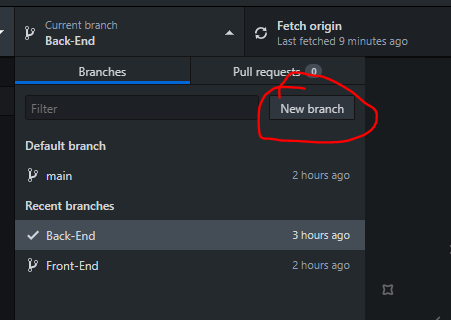 Current branch
Back-End
Fetch origin
Last fetched 9 minutes ago
Branches
Pull requests 0
Filter
New branch
Default branch
main 2 hours ago
Recent branches
Back-End 3 hours ago
Front-End 2 hours ago